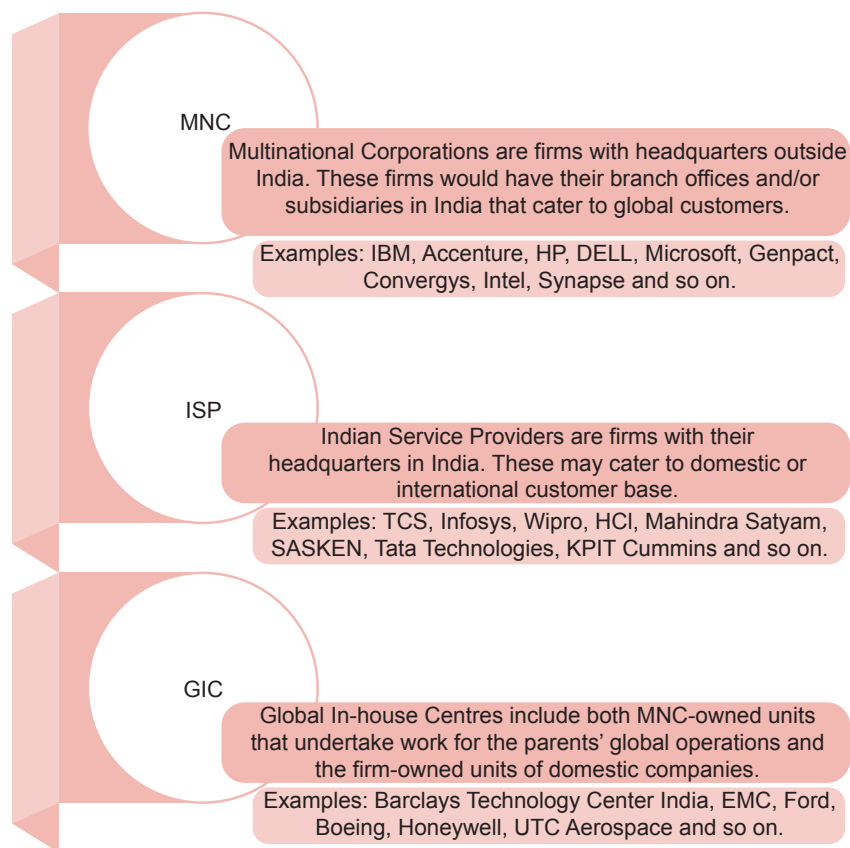 MNC
Multinational Corporations are firms with headquarters outside
India. These firms would have their branch offices and/or
subsidiaries in India that cater to global customers.
Examples: IBM, Accenture, HP, DELL, Microsoft, Genpact,
Convergys, Intel, Synapse and so on.
ISP
Indian Service Providers are firms with their
headquarters in India. These may cater to domestic or
international customer base.
Examples: TCS, Infosys, Wipro, HCl, Mahindra Satyam,
SASKEN, Tata Technologies, KPIT Cummins and so on.
GIC
Global In-house Centres include both MNC-owned units
that undertake work for the parents’ global operations and
the firm-owned units of domestic companies.
Examples: Barclays Technology Center India, EMC, Ford,
Boeing, Honeywell, UTC Aerospace and so on.